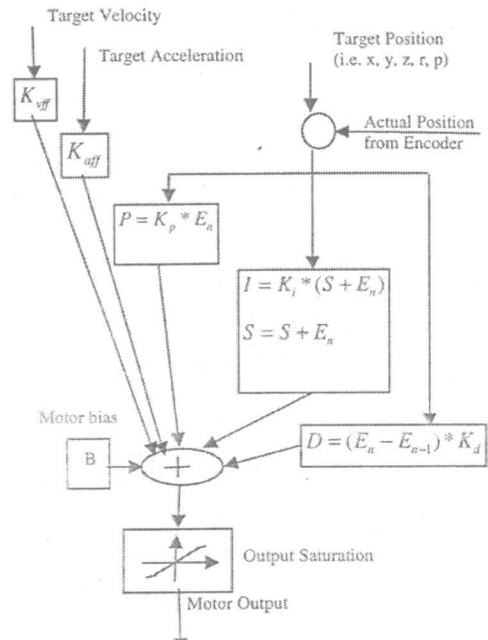 Target Velocity
Target Acceleration
Target Position
(i.e. x, y, z, r, p)
K_vff
Actual Position
from Encoder
K_aff
P = K_p * E_n
I = K_i * (S + E_n)
S = S + E_n
Motor bias
B
+
D = (E_n − E_{n−1}) * K_d
Output Saturation
Motor Output